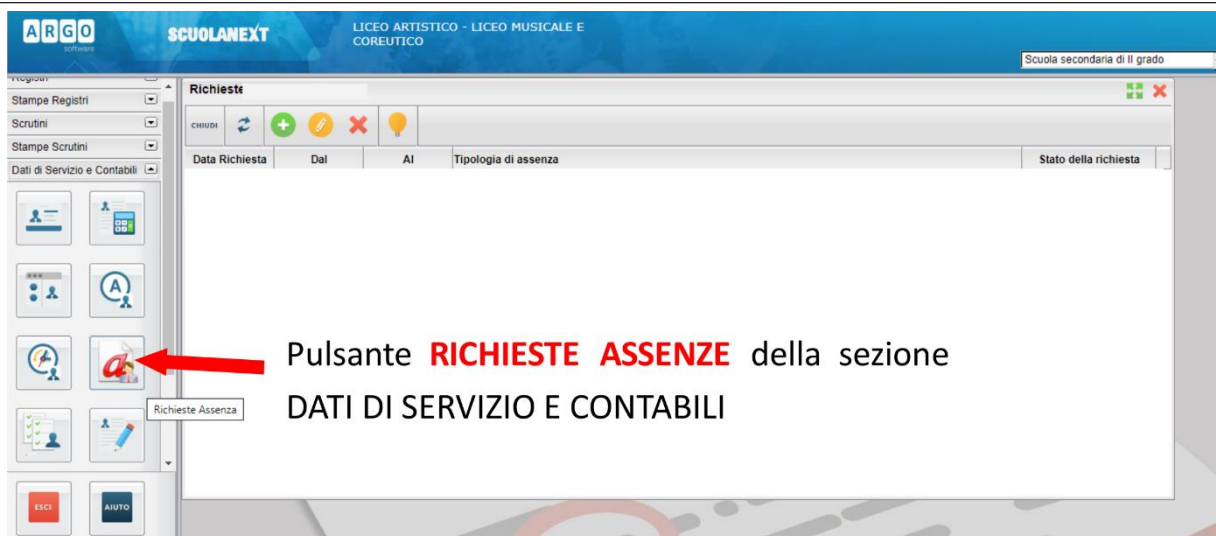 ARGO
software
SCUOLANEXT
LICEO ARTISTICO - LICEO MUSICALE E
COREUTICO
Scuola secondaria di II grado
Registri
Stampe Registri
Scrutini
Stampe Scrutini
Dati di Servizio e Contabili
Richieste
CHIUDI
Data Richiesta Dal Al Tipologia di assenza Stato della richiesta
A
a
Pulsante RICHIESTE ASSENZE della sezione
DATI DI SERVIZIO E CONTABILI
Richieste Assenza
ESCI
AIUTO